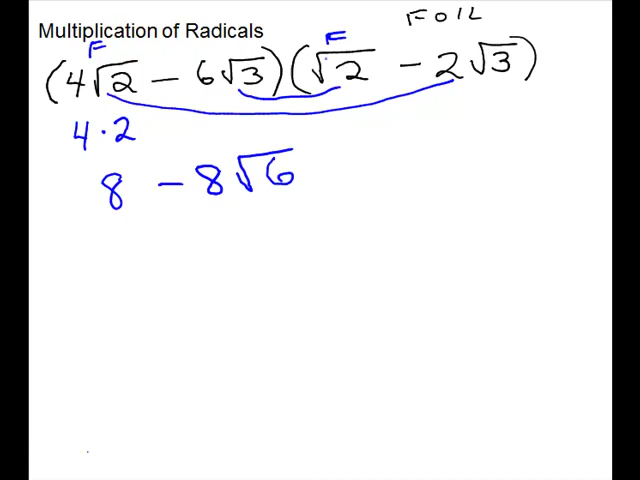 Multiplication of Radicals
FOIL
F F
(4√2 − 6√3)(√2 − 2√3)
4·2
8 − 8√6